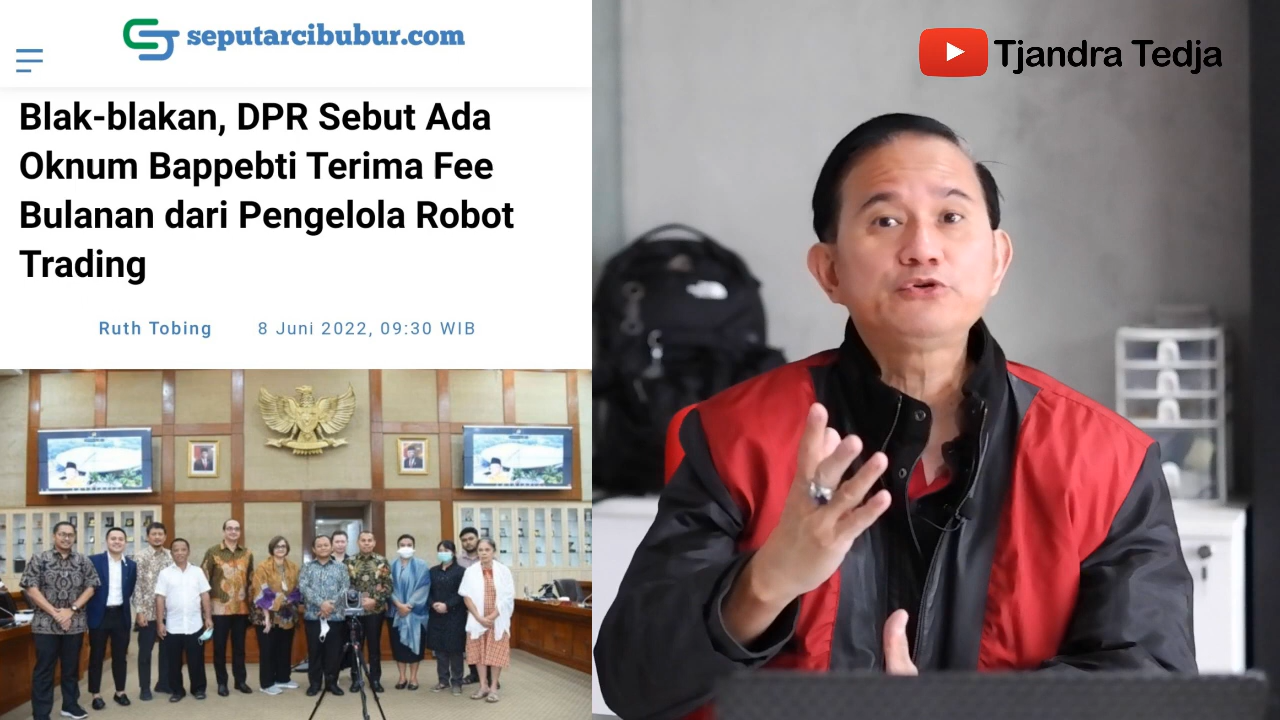 seputarcibubur.com
Blak-blakan, DPR Sebut Ada
Oknum Bappebti Terima Fee
Bulanan dari Pengelola Robot
Trading
Ruth Tobing 8 Juni 2022, 09:30 WIB
Tjandra Tedja